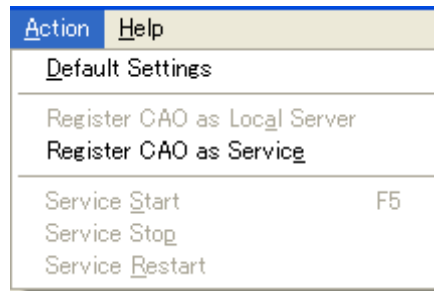 Action Help
Default Settings
Register CAO as Local Server
Register CAO as Service
Service Start F5
Service Stop
Service Restart